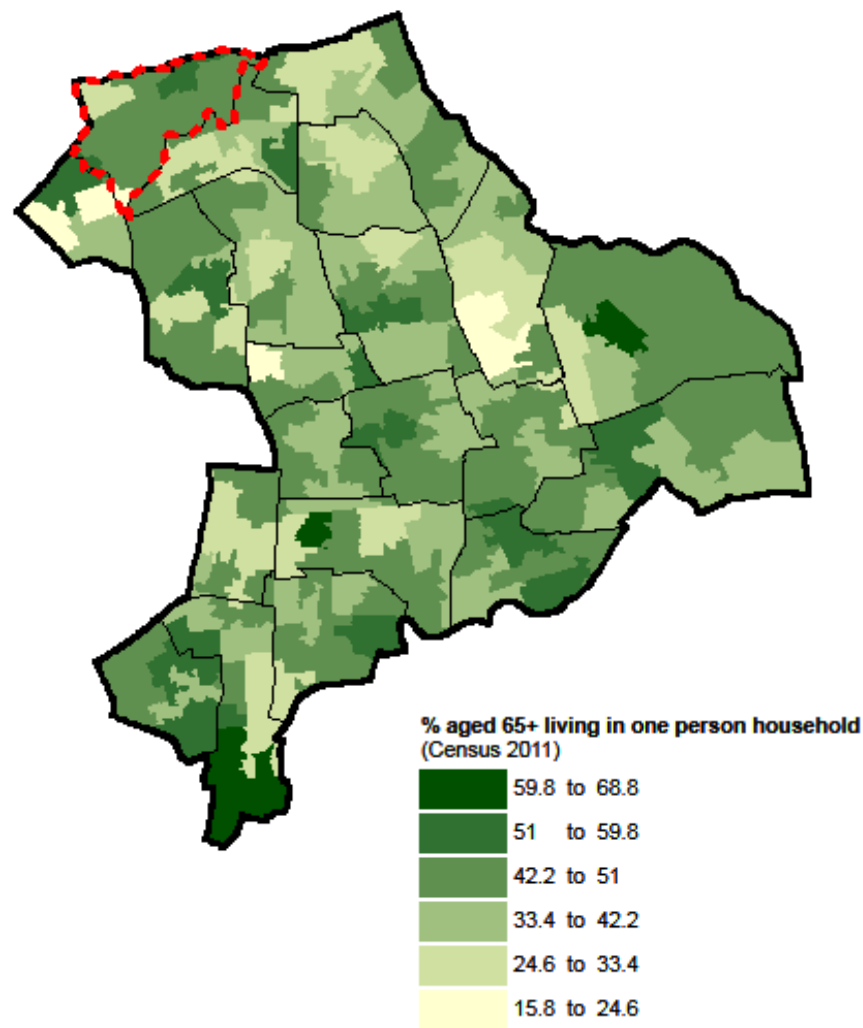 % aged 65+ living in one person household
(Census 2011)
59.8 to 68.8
51 to 59.8
42.2 to 51
33.4 to 42.2
24.6 to 33.4
15.8 to 24.6